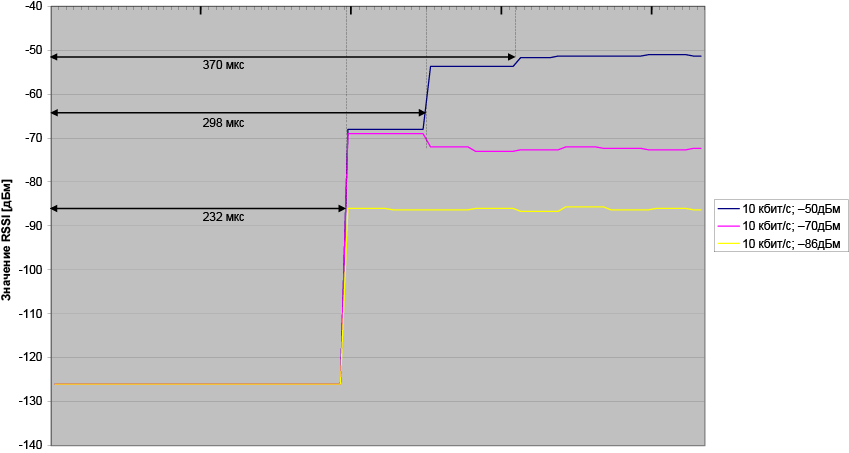 -40
-50
370 мкс
-60
298 мкс
-70
-80
232 мкс
-90
-100
-110
-120
-130
-140
Значение RSSI [дБм]
10 кбит/с; –50дБм
10 кбит/с; –70дБм
10 кбит/с; –86дБм